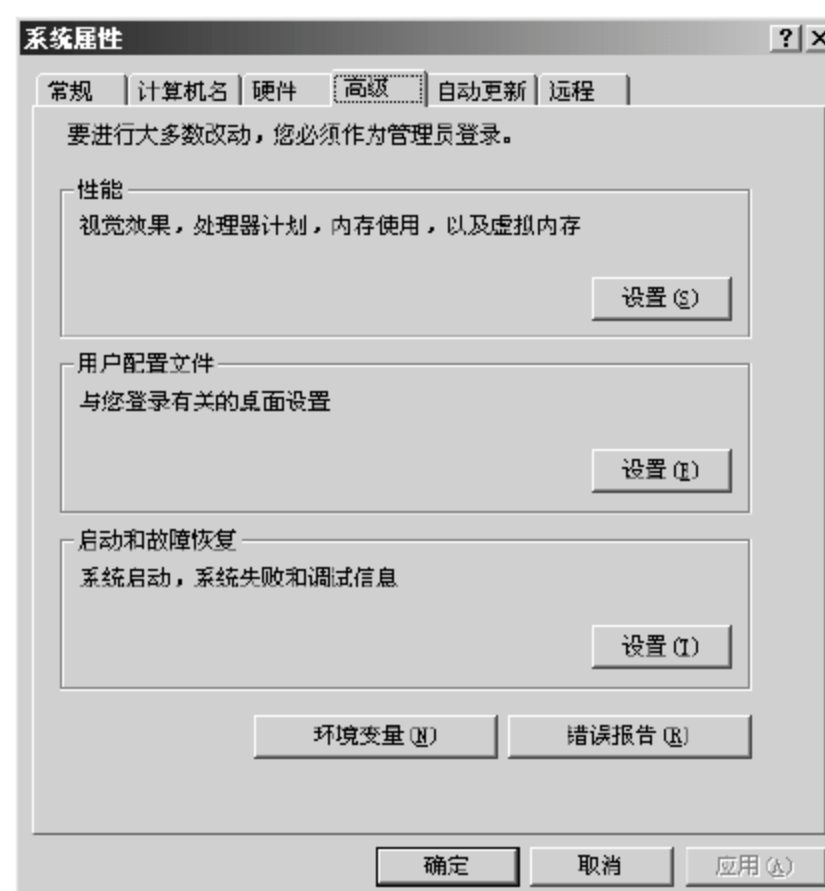 系统属性
常规 计算机名 硬件 高级 自动更新 远程
要进行大多数改动，您必须作为管理员登录。
性能
视觉效果，处理器计划，内存使用，以及虚拟内存
设置(S)
用户配置文件
与您登录有关的桌面设置
设置(E)
启动和故障恢复
系统启动，系统失败和调试信息
设置(T)
环境变量(N) 错误报告(R)
确定 取消 应用(A)